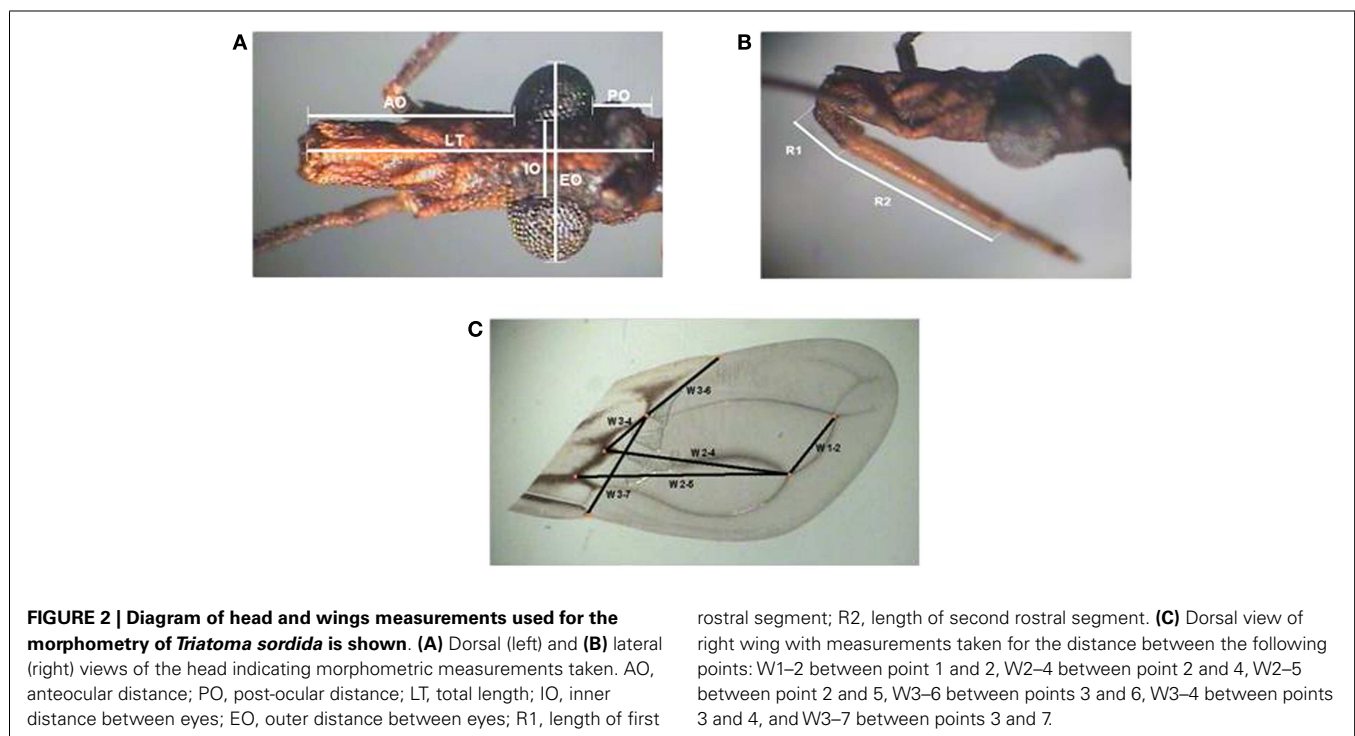 A
AO
PO
LT
IO
EO
B
R1
R2
C
W 3-6
W 3-4
W 1-2
W 2-4
W 2-5
W 3-7
FIGURE 2 | Diagram of head and wings measurements used for the
morphometry of Triatoma sordida is shown. (A) Dorsal (left) and (B) lateral
(right) views of the head indicating morphometric measurements taken. AO,
anteocular distance; PO, post-ocular distance; LT, total length; IO, inner
distance between eyes; EO, outer distance between eyes; R1, length of first
rostral segment; R2, length of second rostral segment. (C) Dorsal view of
right wing with measurements taken for the distance between the following
points: W1–2 between point 1 and 2, W2–4 between point 2 and 4, W2–5
between point 2 and 5, W3–6 between points 3 and 6, W3–4 between points
3 and 4, and W3–7 between points 3 and 7.